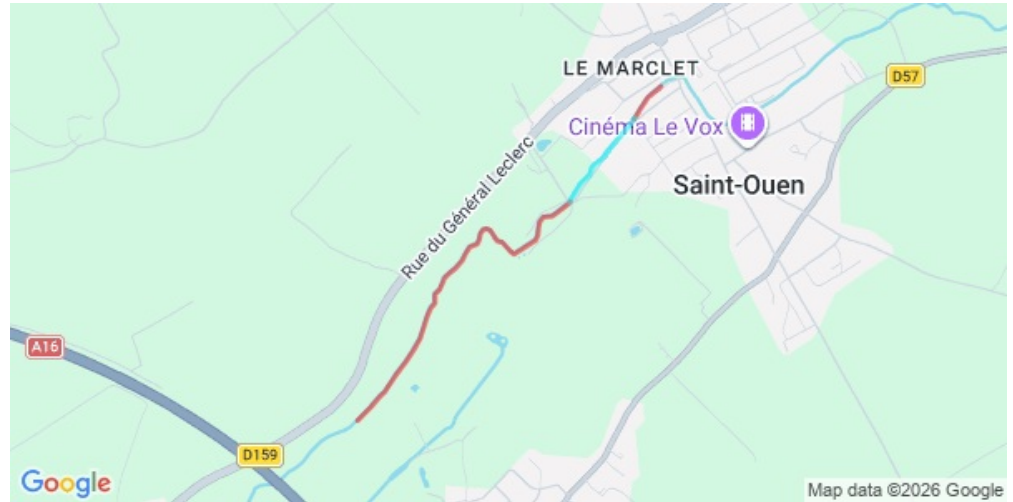 LE MARCLET
D57
Cinéma Le Vox
Saint-Ouen
Rue du Général Leclerc
A16
D159
Google
Map data ©2026 Google